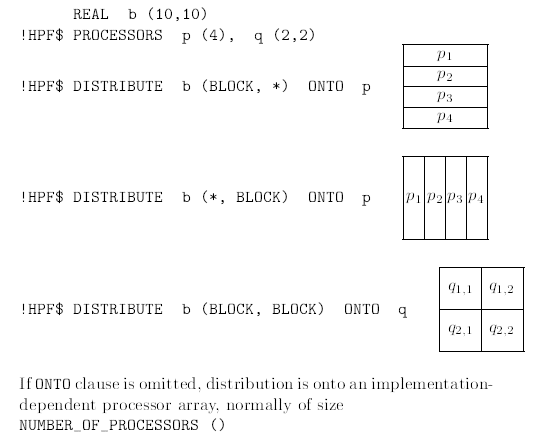 REAL b (10,10)
!HPF$ PROCESSORS p (4), q (2,2)
!HPF$ DISTRIBUTE b (BLOCK, *) ONTO p
p1
p2
p3
p4
!HPF$ DISTRIBUTE b (*, BLOCK) ONTO p
p1 p2 p3 p4
!HPF$ DISTRIBUTE b (BLOCK, BLOCK) ONTO q
q1,1 q1,2
q2,1 q2,2
If ONTO clause is omitted, distribution is onto an implementation-
dependent processor array, normally of size
NUMBER_OF_PROCESSORS ()